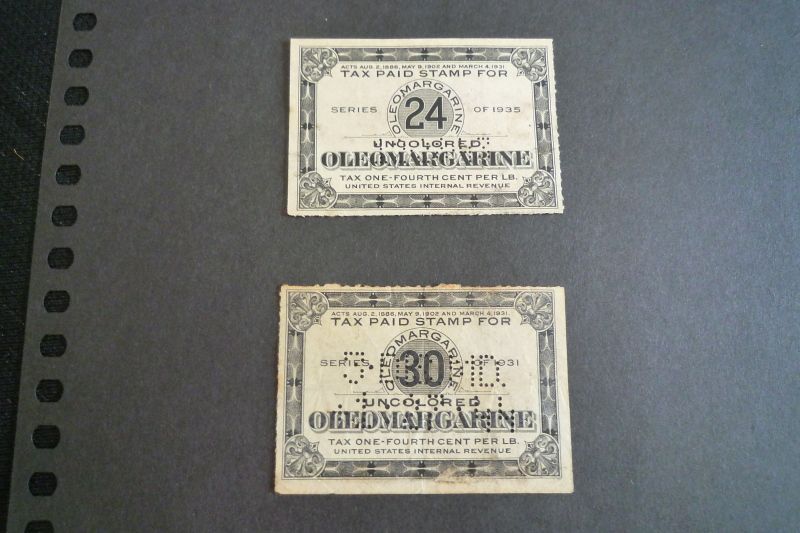 ACTS AUG. 2, 1886, MAY 9, 1902 AND MARCH 4, 1931
TAX PAID STAMP FOR
OLEOMARGARINE
SERIES 24 OF 1935
UNCOLORED
OLEOMARGARINE
TAX ONE-FOURTH CENT PER LB.
UNITED STATES INTERNAL REVENUE
ACTS AUG. 2, 1886, MAY 9, 1902 AND MARCH 4, 1931.
TAX PAID STAMP FOR
OLEOMARGARINE
SERIES 30 OF 1931
UNCOLORED
OLEOMARGARINE
TAX ONE-FOURTH CENT PER LB.
UNITED STATES INTERNAL REVENUE